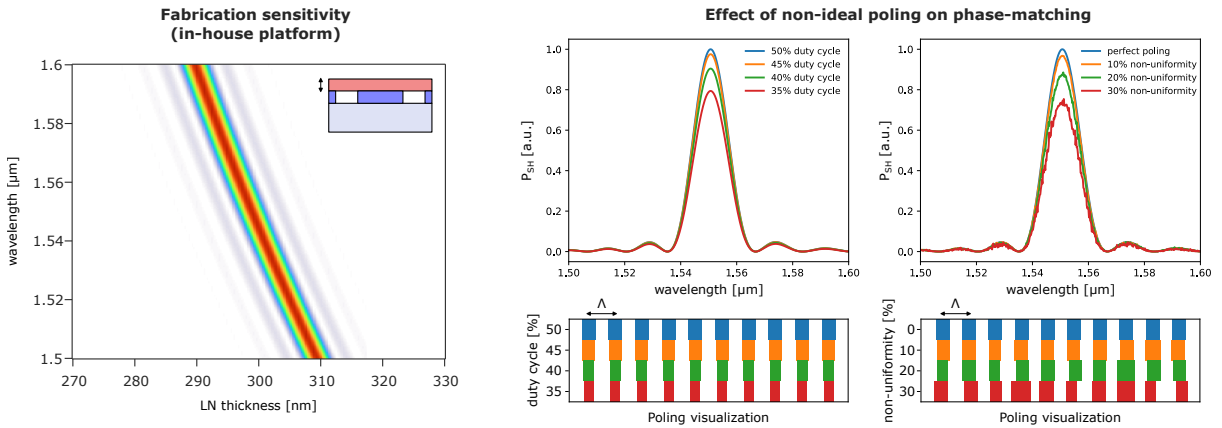 Fabrication sensitivity
(in-house platform)
1.6
1.58
1.56
1.54
1.52
1.5
wavelength [µm]
270
290
300
310
320
330
LN thickness [nm]
Effect of non-ideal poling on phase-matching
1.0
0.8
0.6
0.4
0.2
0.0
P_SH [a.u.]
50% duty cycle
45% duty cycle
40% duty cycle
35% duty cycle
1.50
1.52
1.54
1.56
1.58
1.60
wavelength [µm]
1.0
0.8
0.6
0.4
0.2
0.0
P_SH [a.u.]
perfect poling
10% non-uniformity
20% non-uniformity
30% non-uniformity
1.50
1.52
1.54
1.56
1.58
1.60
wavelength [µm]
Λ
50
45
40
35
duty cycle [%]
Poling visualization
Λ
0
10
20
30
non-uniformity [%]
Poling visualization